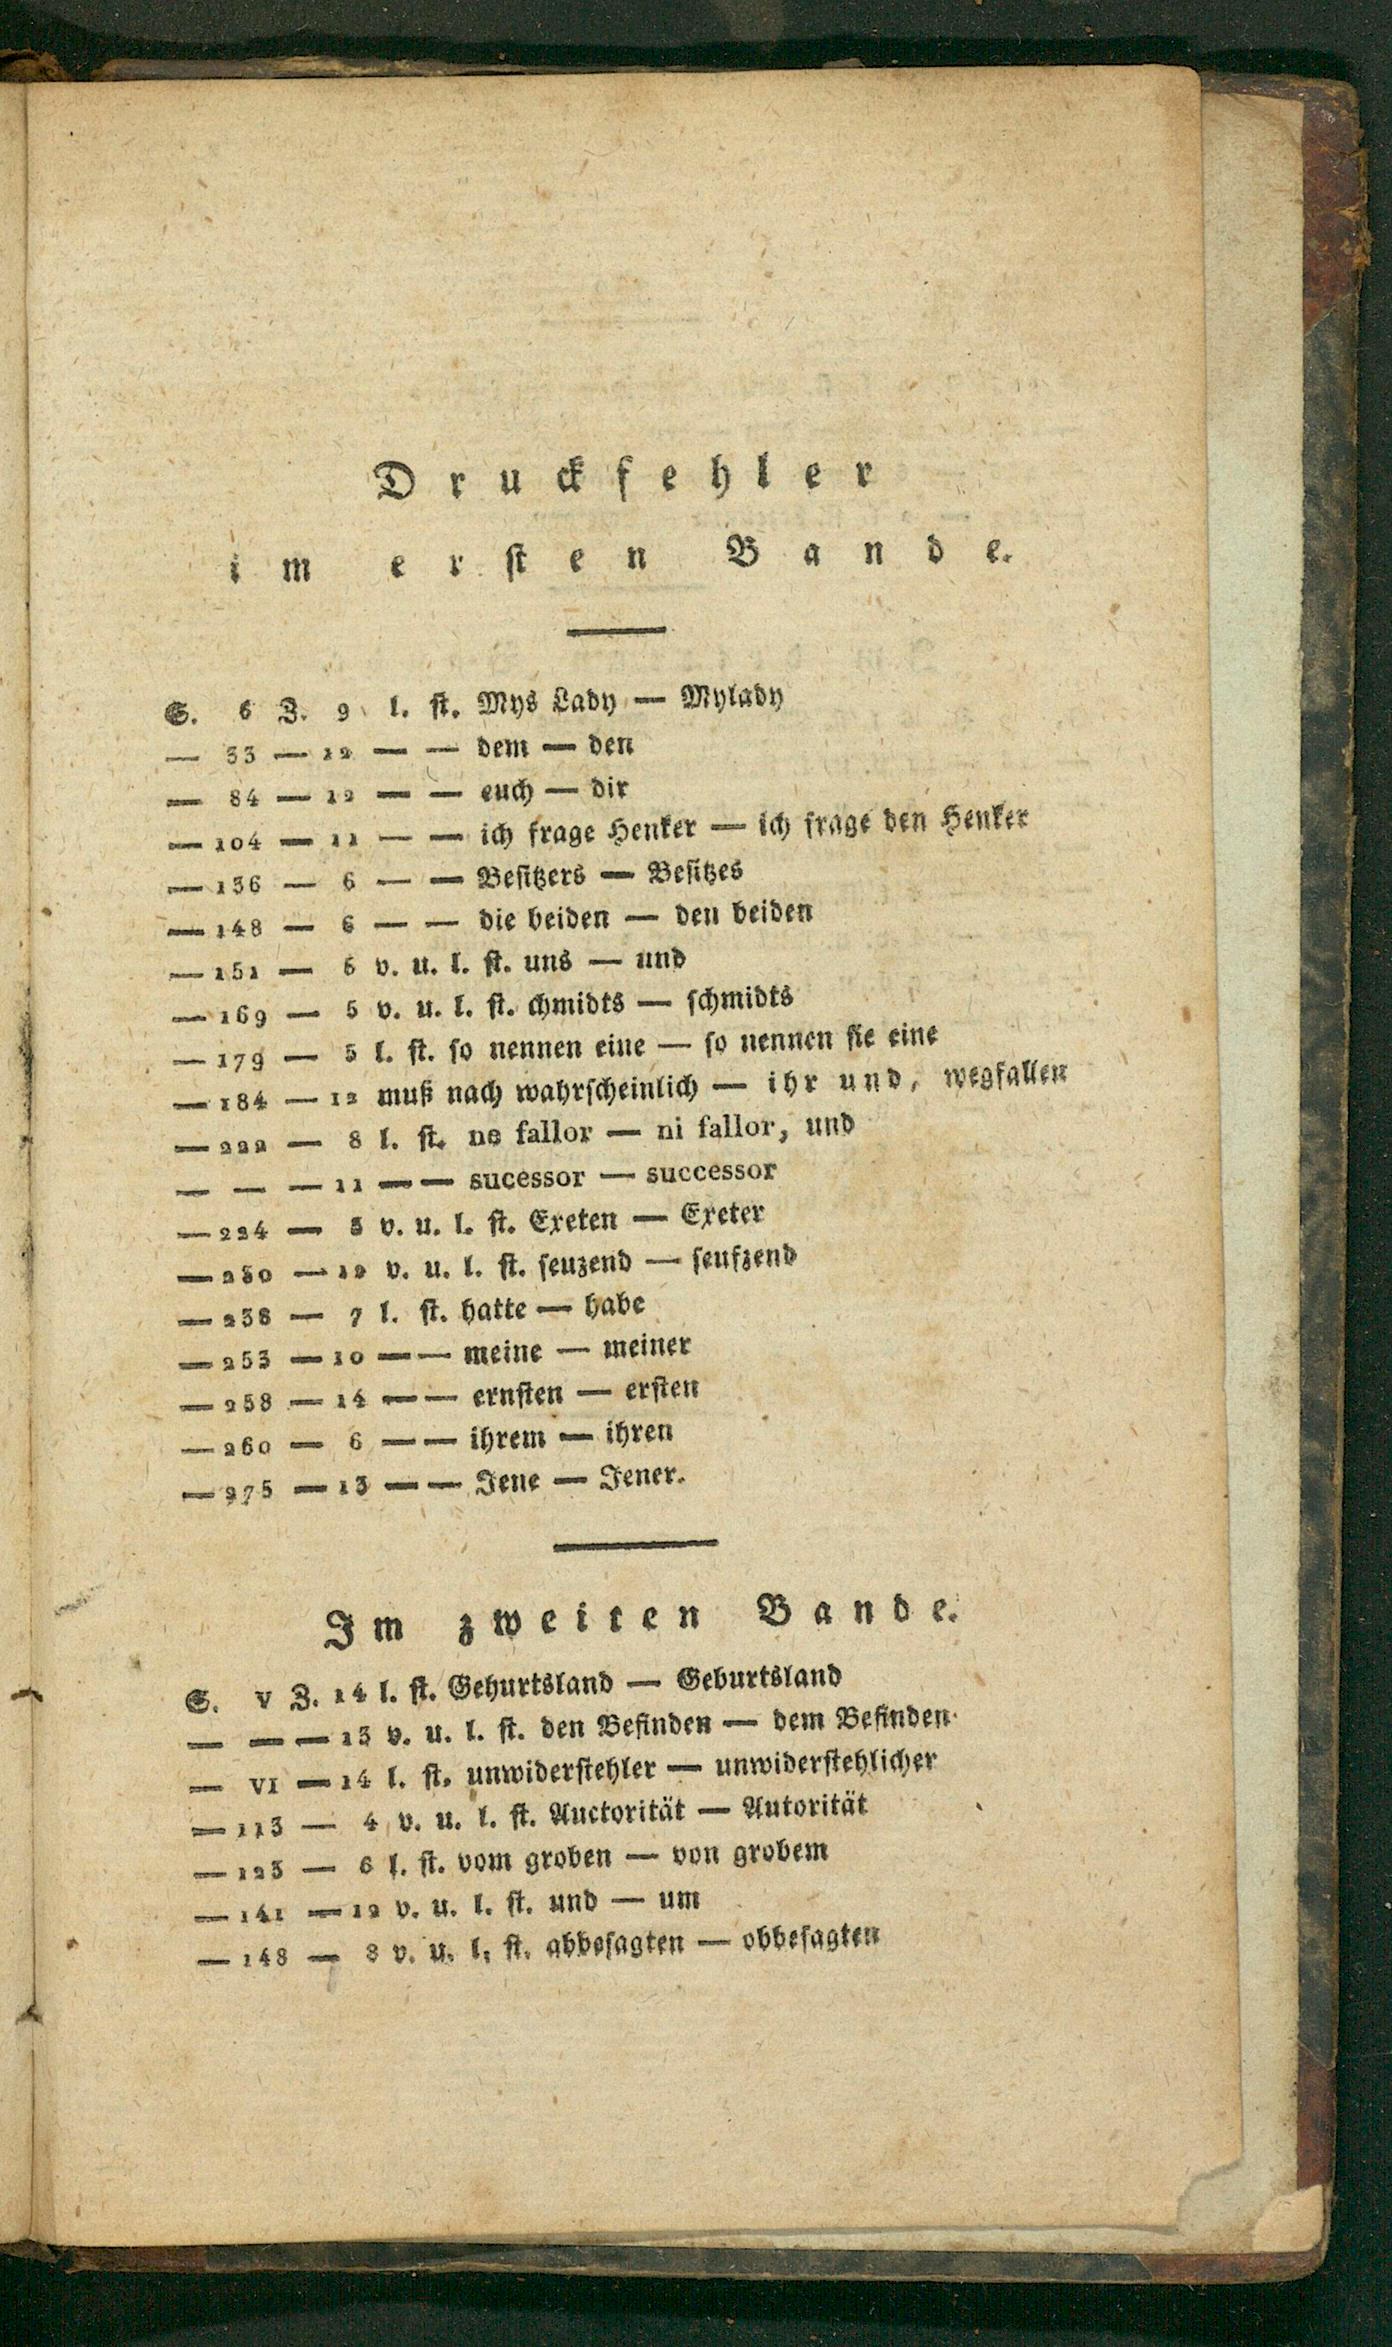 Druckfehler
im ersten Bande.
S. 6 Z. 9 l. st. Mys Lady — Mylady
— 33 — 12 — — dem — den
— 84 — 12 — — euch — dir
— 104 — 11 — — ich frage Henker — ich frage den Henker
— 136 — 6 — — Besitzers — Besitzes
— 148 — 6 — — die beiden — den beiden
— 151 — 6 v. u. l. st. uns — und
— 169 — 5 v. u. l. st. chmidts — schmidts
— 179 — 5 l. st. so nennen eine — so nennen sie eine
— 184 — 12 muß nach wahrscheinlich — ihr und, wegfallen
— 222 — 8 l. st. ne fallor — ni fallor, und
— — — 11 — — sucessor — successor
— 224 — 5 v. u. l. st. Exeten — Exeter
— 230 — 12 v. u. l. st. seuzend — seufzend
— 238 — 7 l. st. hatte — habe
— 253 — 10 — — meine — meiner
— 258 — 14 — — ernsten — ersten
— 260 — 6 — — ihrem — ihren
— 275 — 13 — — Jene — Jener.
Im zweiten Bande.
S. V Z. 14 l. st. Gehurtsland — Geburtsland
— — — 13 v. u. l. st. den Befinden — dem Befinden
— VI — 14 l. st. unwiderstehler — unwiderstehlicher
— 113 — 4 v. u. l. st. Auctorität — Autorität
— 123 — 6 l. st. vom groben — von grobem
— 141 — 12 v. u. l. st. und — um
— 148 — 8 v. u. l. st. abbesagten — obbesagten